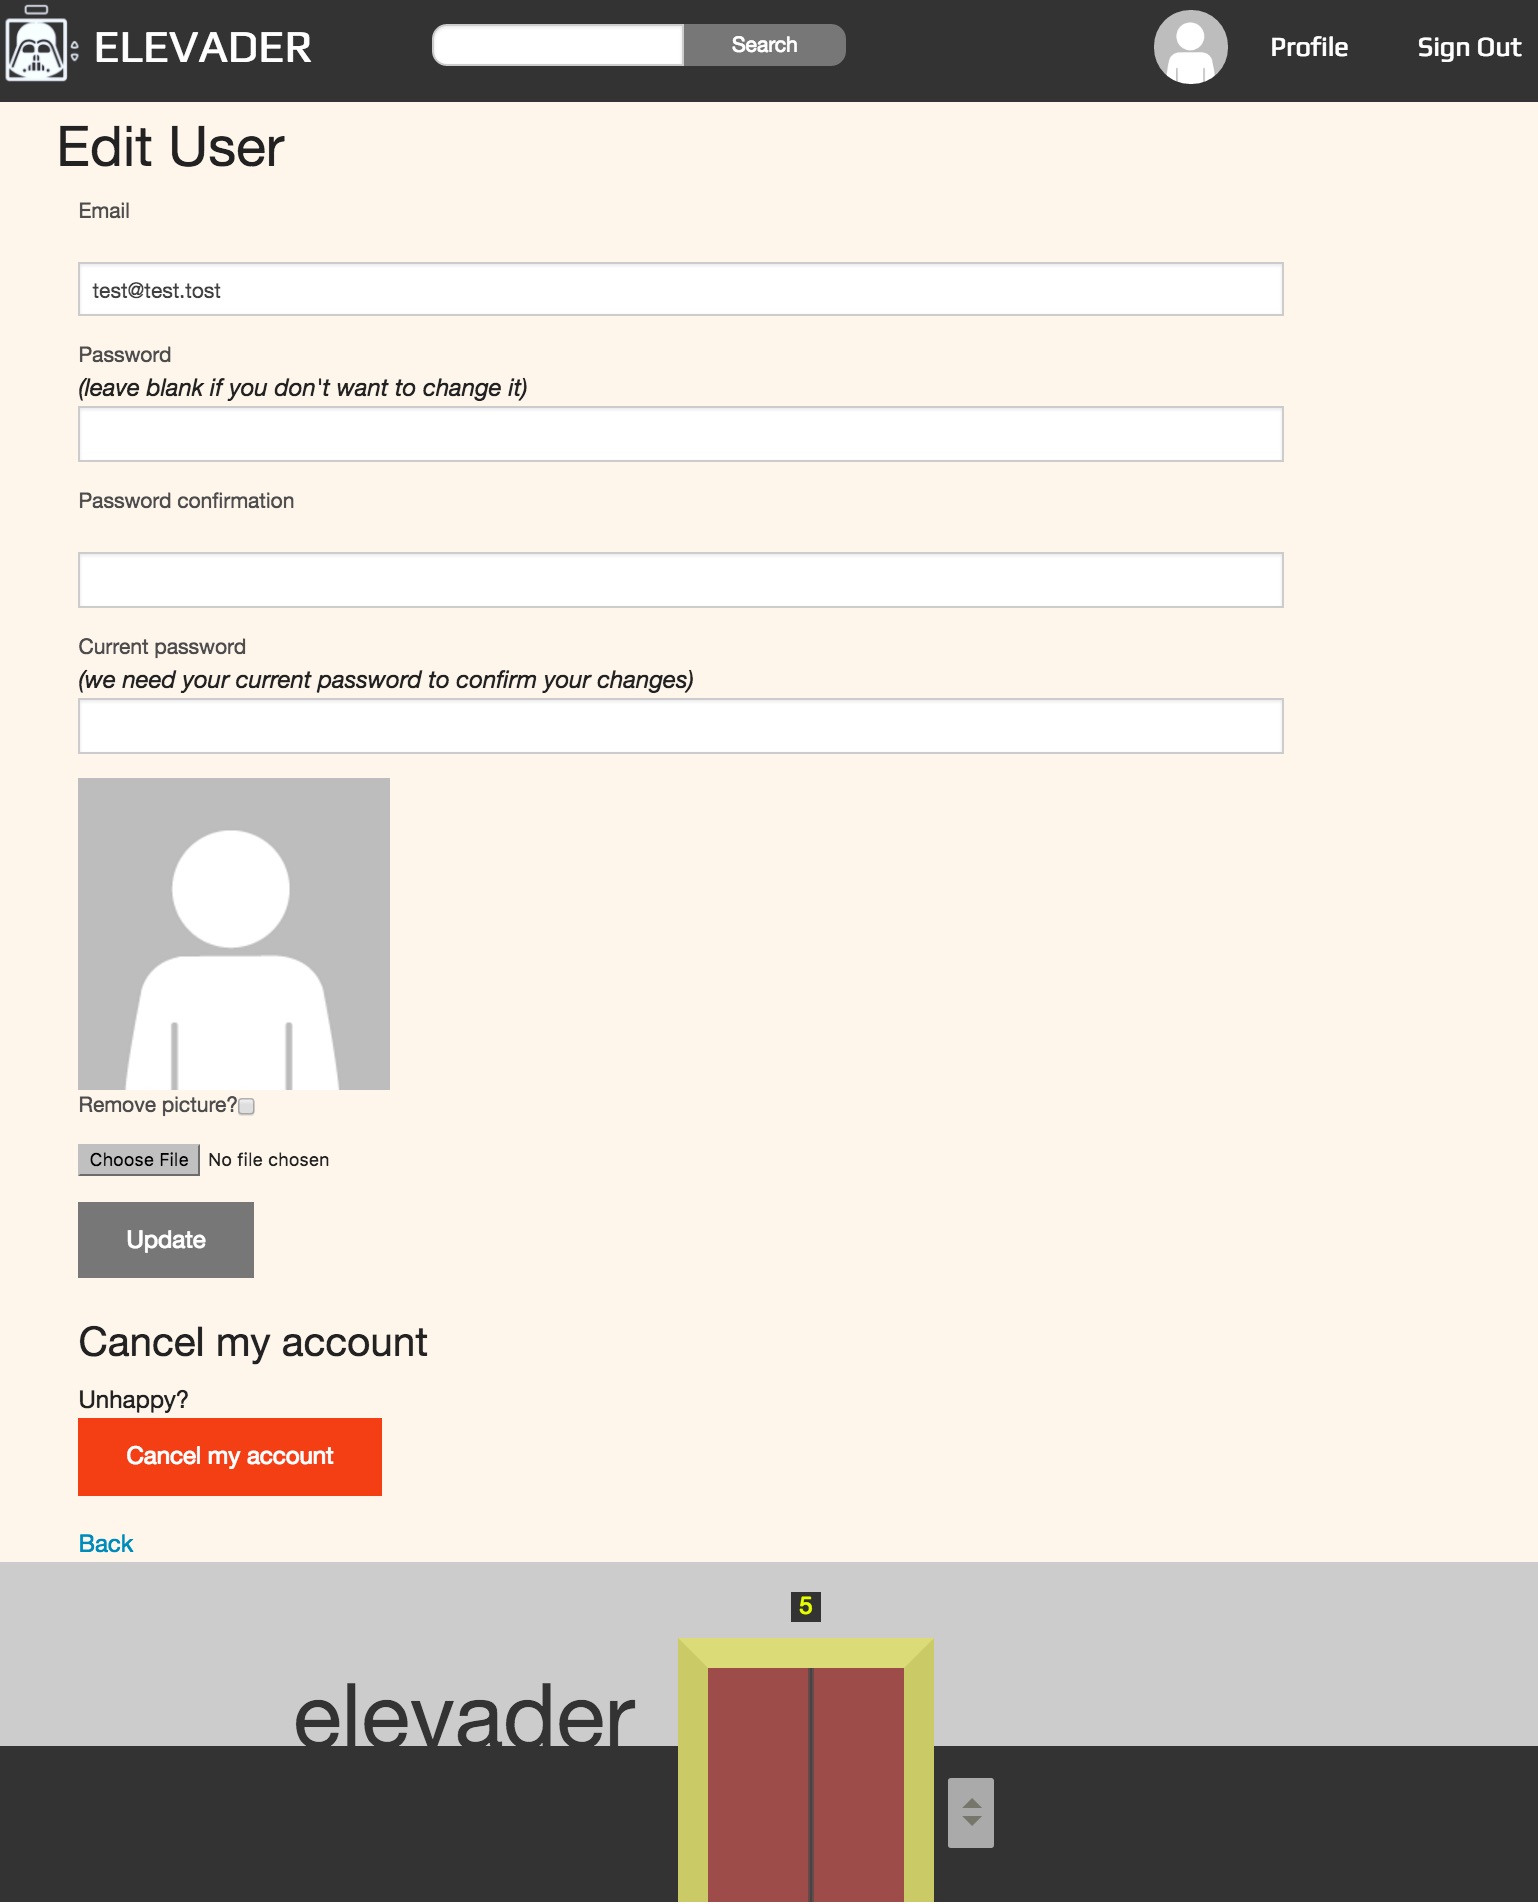 ELEVADER
Search
Profile
Sign Out
Edit User
Email
test@test.tost
Password
(leave blank if you don't want to change it)
Password confirmation
Current password
(we need your current password to confirm your changes)
Remove picture?
Choose File No file chosen
Update
Cancel my account
Unhappy?
Cancel my account
Back
5
elevader